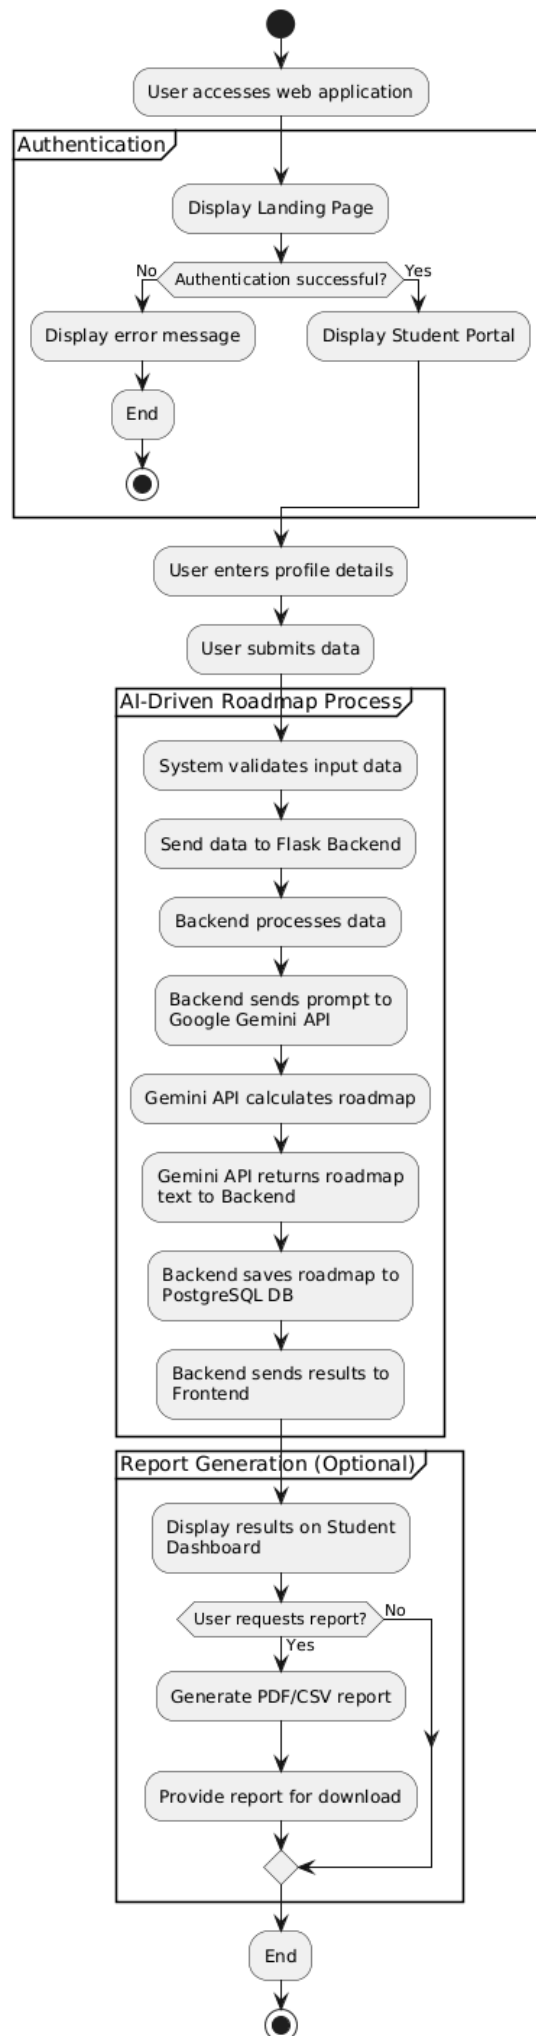 User accesses web application
Authentication
Display Landing Page
No
Authentication successful?
Yes
Display error message
Display Student Portal
End
User enters profile details
User submits data
AI-Driven Roadmap Process
System validates input data
Send data to Flask Backend
Backend processes data
Backend sends prompt to
Google Gemini API
Gemini API calculates roadmap
Gemini API returns roadmap
text to Backend
Backend saves roadmap to
PostgreSQL DB
Backend sends results to
Frontend
Report Generation (Optional)
Display results on Student
Dashboard
User requests report?
No
Yes
Generate PDF/CSV report
Provide report for download
End